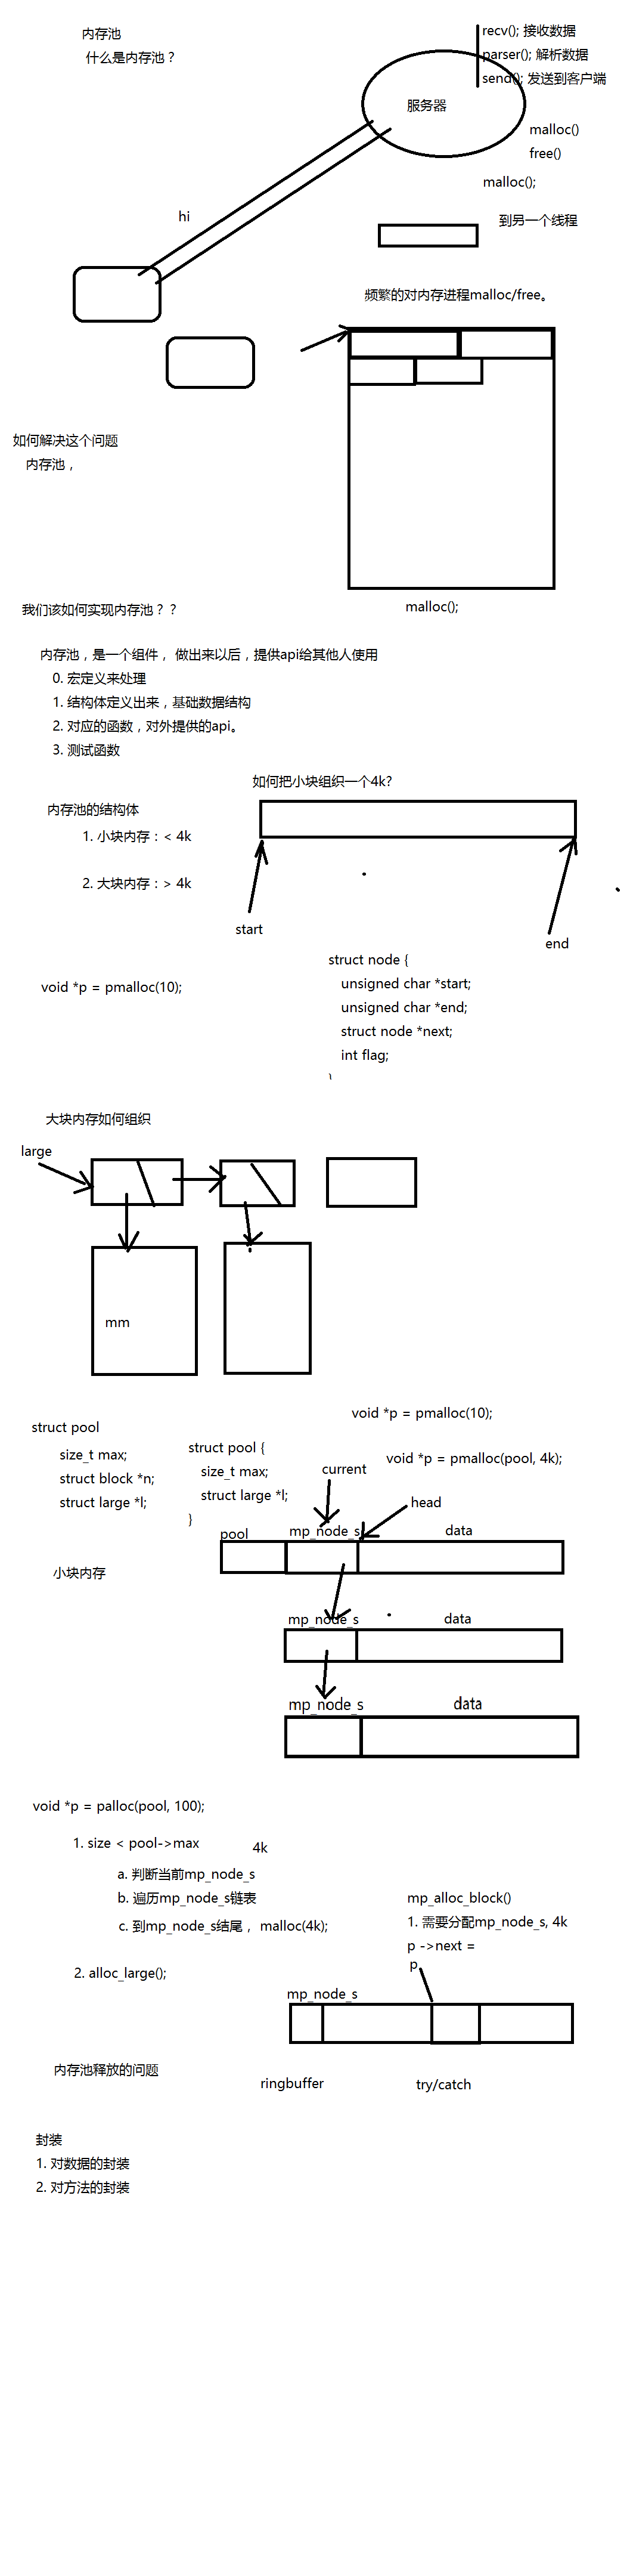 内存池
什么是内存池？
recv(); 接收数据
parser(); 解析数据
send(); 发送到客户端
服务器
malloc()
free()
malloc();
hi
到另一个线程
频繁的对内存进程malloc/free。
如何解决这个问题
内存池，
malloc();
我们该如何实现内存池？？
内存池，是一个组件， 做出来以后，提供api给其他人使用
0. 宏定义来处理
1. 结构体定义出来，基础数据结构
2. 对应的函数，对外提供的api。
3. 测试函数
如何把小块组织一个4k?
内存池的结构体
1. 小块内存：< 4k
2. 大块内存：> 4k
start
end
void *p = pmalloc(10);
struct node {
unsigned char *start;
unsigned char *end;
struct node *next;
int flag;
大块内存如何组织
large
mm
void *p = pmalloc(10);
struct pool
size_t max;
struct block *n;
struct large *l;
struct pool {
size_t max;
struct large *l;
}
void *p = pmalloc(pool, 4k);
current
head
pool
mp_node_s
data
小块内存
mp_node_s
data
mp_node_s
data
void *p = palloc(pool, 100);
1. size < pool->max
4k
a. 判断当前mp_node_s
b. 遍历mp_node_s链表
c. 到mp_node_s结尾， malloc(4k);
2. alloc_large();
mp_alloc_block()
1. 需要分配mp_node_s, 4k
p ->next =
p
mp_node_s
内存池释放的问题
ringbuffer
try/catch
封装
1. 对数据的封装
2. 对方法的封装